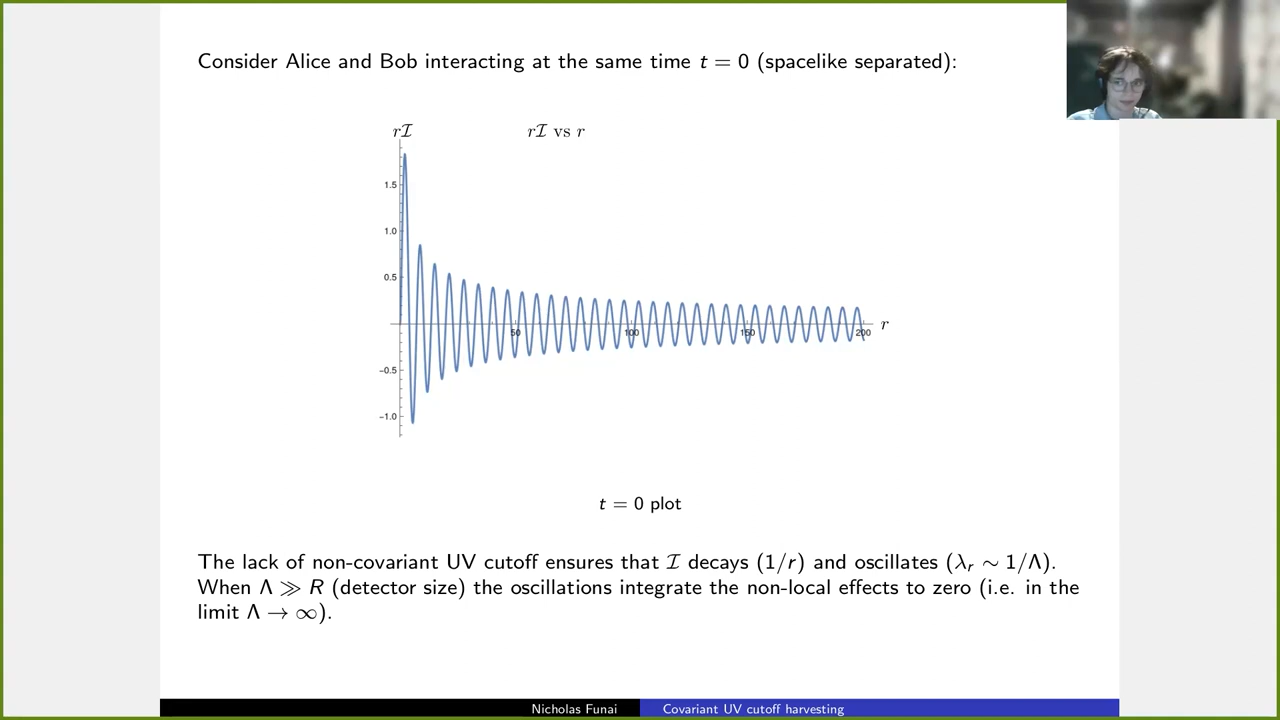 Consider Alice and Bob interacting at the same time t = 0 (spacelike separated):
rℐ
rℐ vs r
1.5
1.0
0.5
-0.5
-1.0
50
100
150
200
r
t = 0 plot
The lack of non-covariant UV cutoff ensures that ℐ decays (1/r) and oscillates (λᵣ ∼ 1/Λ).
When Λ ≫ R (detector size) the oscillations integrate the non-local effects to zero (i.e. in the
limit Λ → ∞).
Nicholas Funai
Covariant UV cutoff harvesting